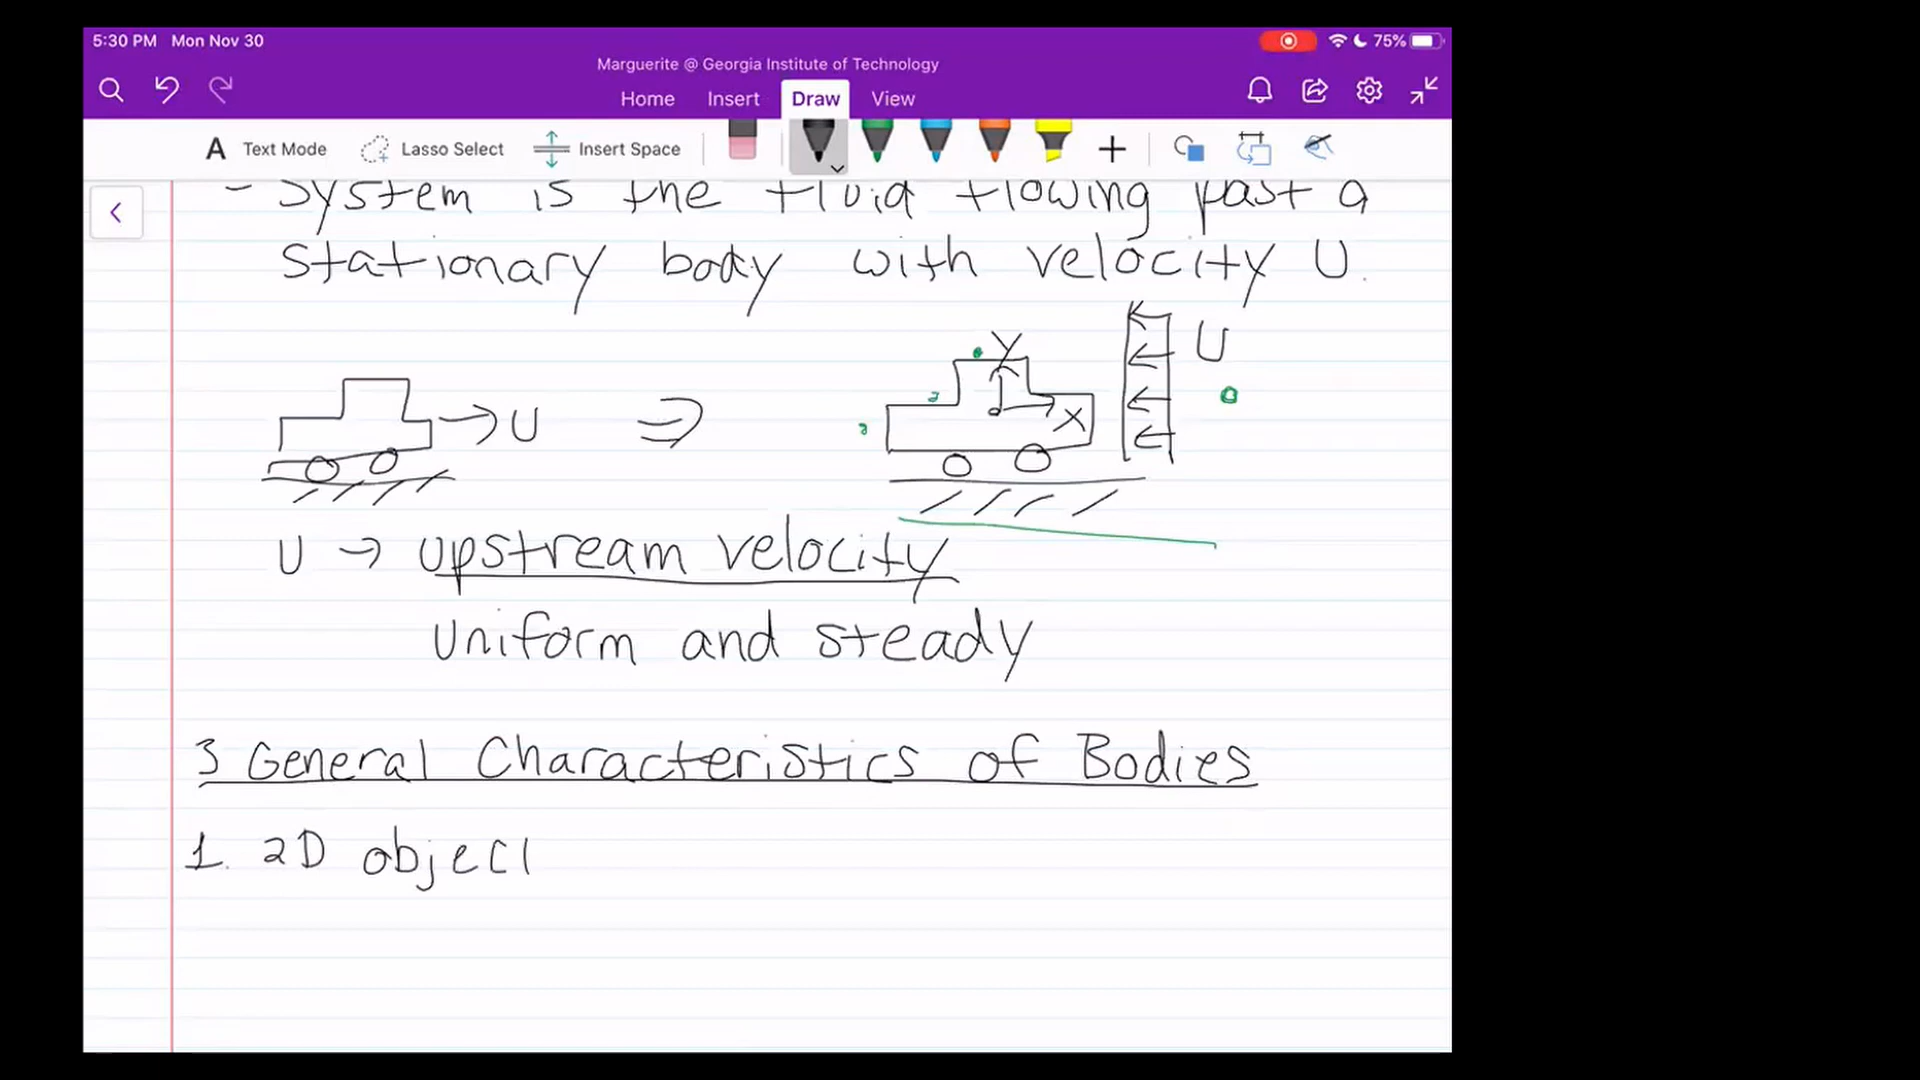 5:30 PM Mon Nov 30
75%
Marguerite @ Georgia Institute of Technology
Home Insert Draw View
A Text Mode Lasso Select Insert Space
- System is the fluid flowing past a
stationary body with velocity U.
Y
U
→ U ⇒
X
U → upstream velocity
uniform and steady
3 General Characteristics of Bodies
1. 2D objec